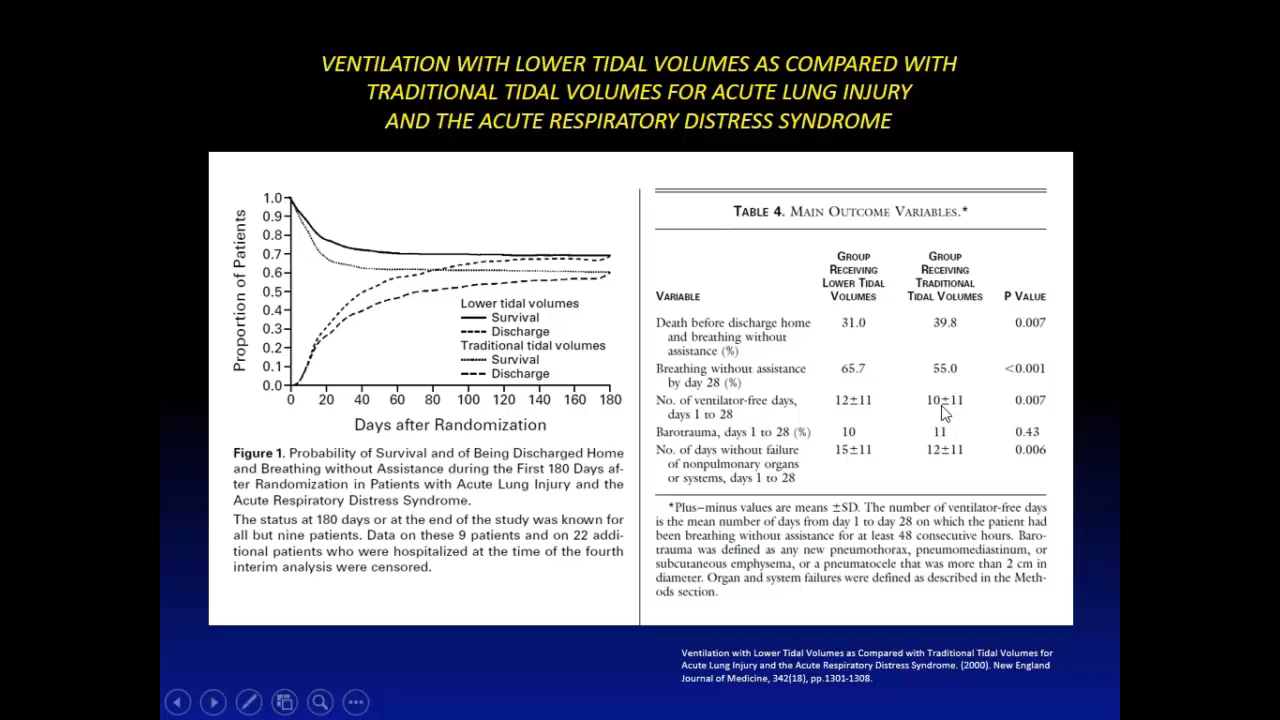 VENTILATION WITH LOWER TIDAL VOLUMES AS COMPARED WITH
TRADITIONAL TIDAL VOLUMES FOR ACUTE LUNG INJURY
AND THE ACUTE RESPIRATORY DISTRESS SYNDROME
Proportion of Patients
1.0
0.9
0.8
0.7
0.6
0.5
0.4
0.3
0.2
0.1
0.0
Lower tidal volumes
Survival
Discharge
Traditional tidal volumes
Survival
Discharge
0 20 40 60 80 100 120 140 160 180
Days after Randomization
Figure 1. Probability of Survival and of Being Discharged Home
and Breathing without Assistance during the First 180 Days af-
ter Randomization in Patients with Acute Lung Injury and the
Acute Respiratory Distress Syndrome.
The status at 180 days or at the end of the study was known for
all but nine patients. Data on these 9 patients and on 22 addi-
tional patients who were hospitalized at the time of the fourth
interim analysis were censored.
TABLE 4. MAIN OUTCOME VARIABLES.*
GROUP GROUP
RECEIVING RECEIVING
LOWER TIDAL TRADITIONAL
VARIABLE VOLUMES TIDAL VOLUMES P VALUE
Death before discharge home 31.0 39.8 0.007
and breathing without
assistance (%)
Breathing without assistance 65.7 55.0 <0.001
by day 28 (%)
No. of ventilator-free days, 12±11 10±11 0.007
days 1 to 28
Barotrauma, days 1 to 28 (%) 10 11 0.43
No. of days without failure 15±11 12±11 0.006
of nonpulmonary organs
or systems, days 1 to 28
*Plus–minus values are means ±SD. The number of ventilator-free days
is the mean number of days from day 1 to day 28 on which the patient had
been breathing without assistance for at least 48 consecutive hours. Baro-
trauma was defined as any new pneumothorax, pneumomediastinum, or
subcutaneous emphysema, or a pneumatocele that was more than 2 cm in
diameter. Organ and system failures were defined as described in the Meth-
ods section.
Ventilation with Lower Tidal Volumes as Compared with Traditional Tidal Volumes for
Acute Lung Injury and the Acute Respiratory Distress Syndrome. (2000). New England
Journal of Medicine, 342(18), pp.1301-1308.